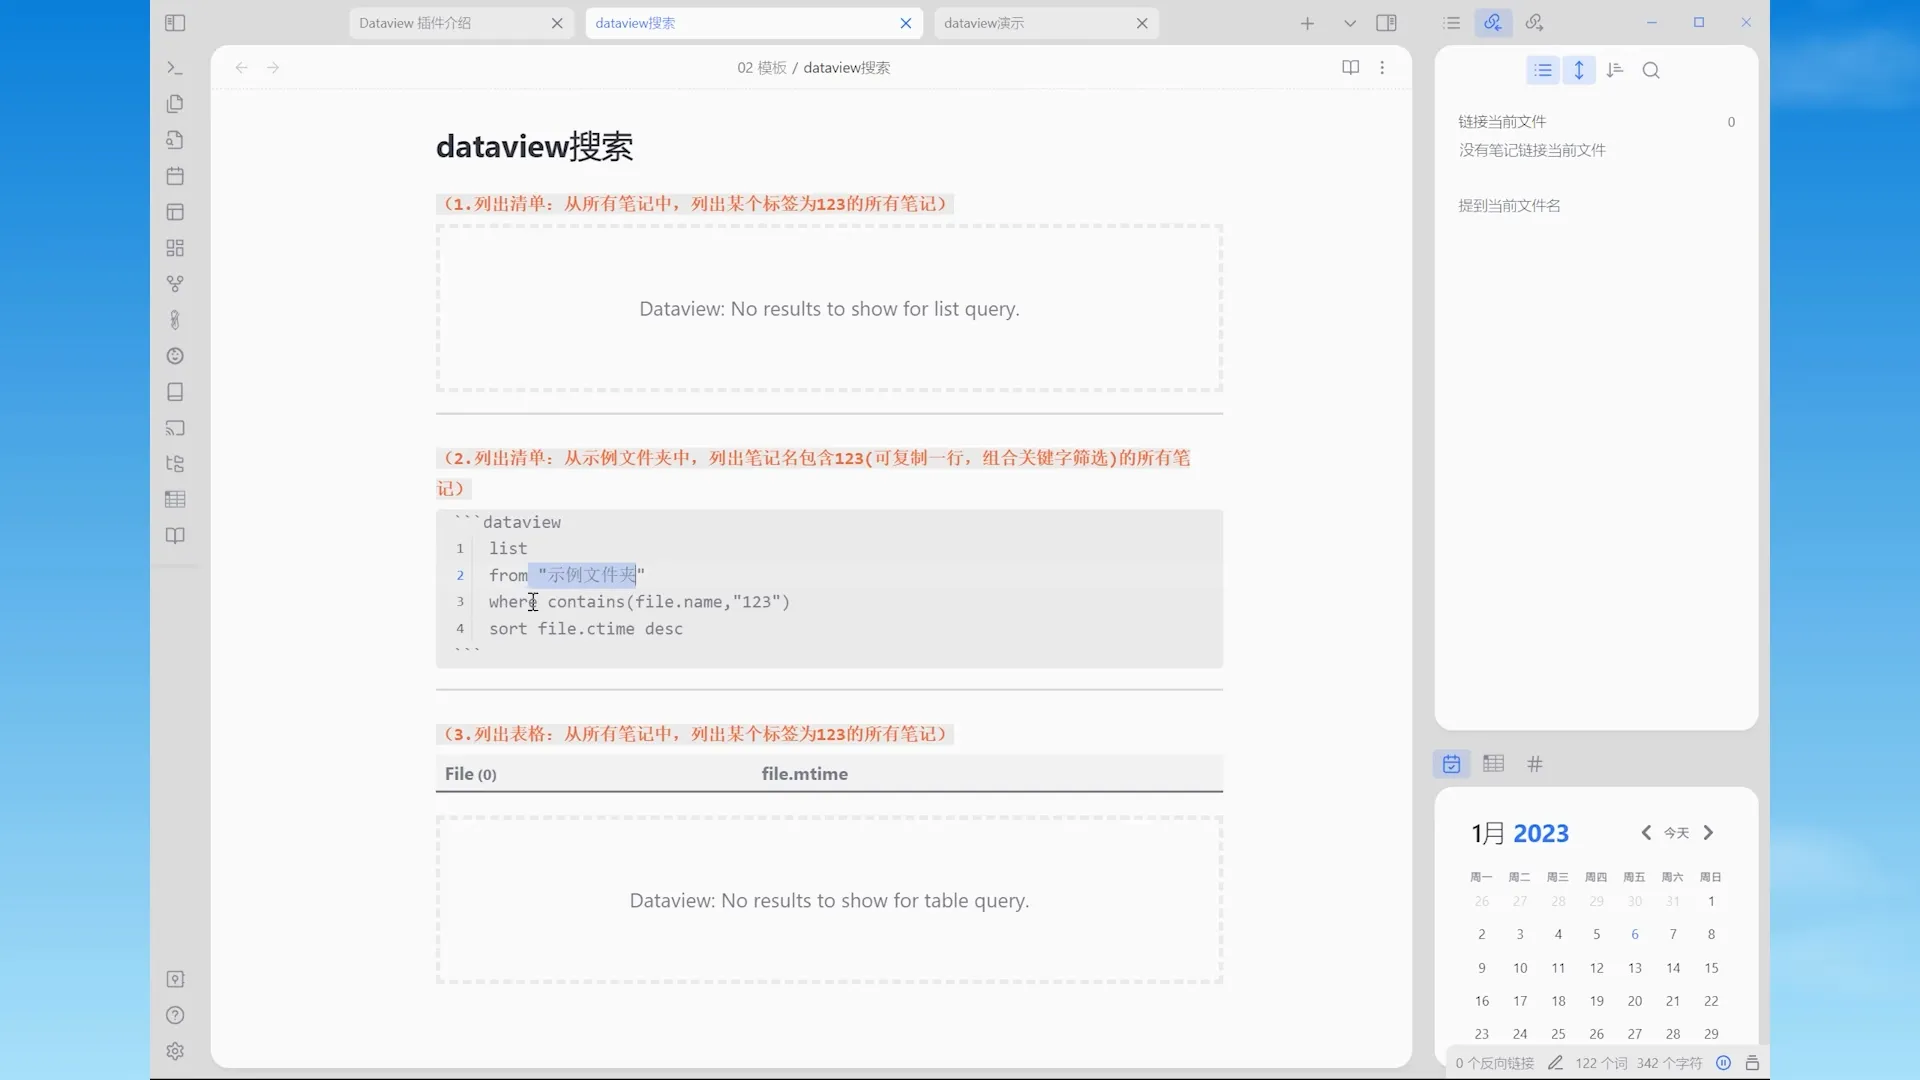 Dataview 插件介绍
dataview搜索
dataview演示
02 模板 / dataview搜索
dataview搜索
（1.列出清单：从所有笔记中，列出某个标签为123的所有笔记）
Dataview: No results to show for list query.
（2.列出清单：从示例文件夹中，列出笔记名包含123(可复制一行，组合关键字筛选)的所有笔
记）
```dataview
1 list
2 from "示例文件夹"
3 where contains(file.name,"123")
4 sort file.ctime desc
```
（3.列出表格：从所有笔记中，列出某个标签为123的所有笔记）
File (0) file.mtime
Dataview: No results to show for table query.
链接当前文件 0
没有笔记链接当前文件
提到当前文件名
1月 2023 今天
周一 周二 周三 周四 周五 周六 周日
26 27 28 29 30 31 1
2 3 4 5 6 7 8
9 10 11 12 13 14 15
16 17 18 19 20 21 22
23 24 25 26 27 28 29
0 个反向链接 122 个词 342 个字符